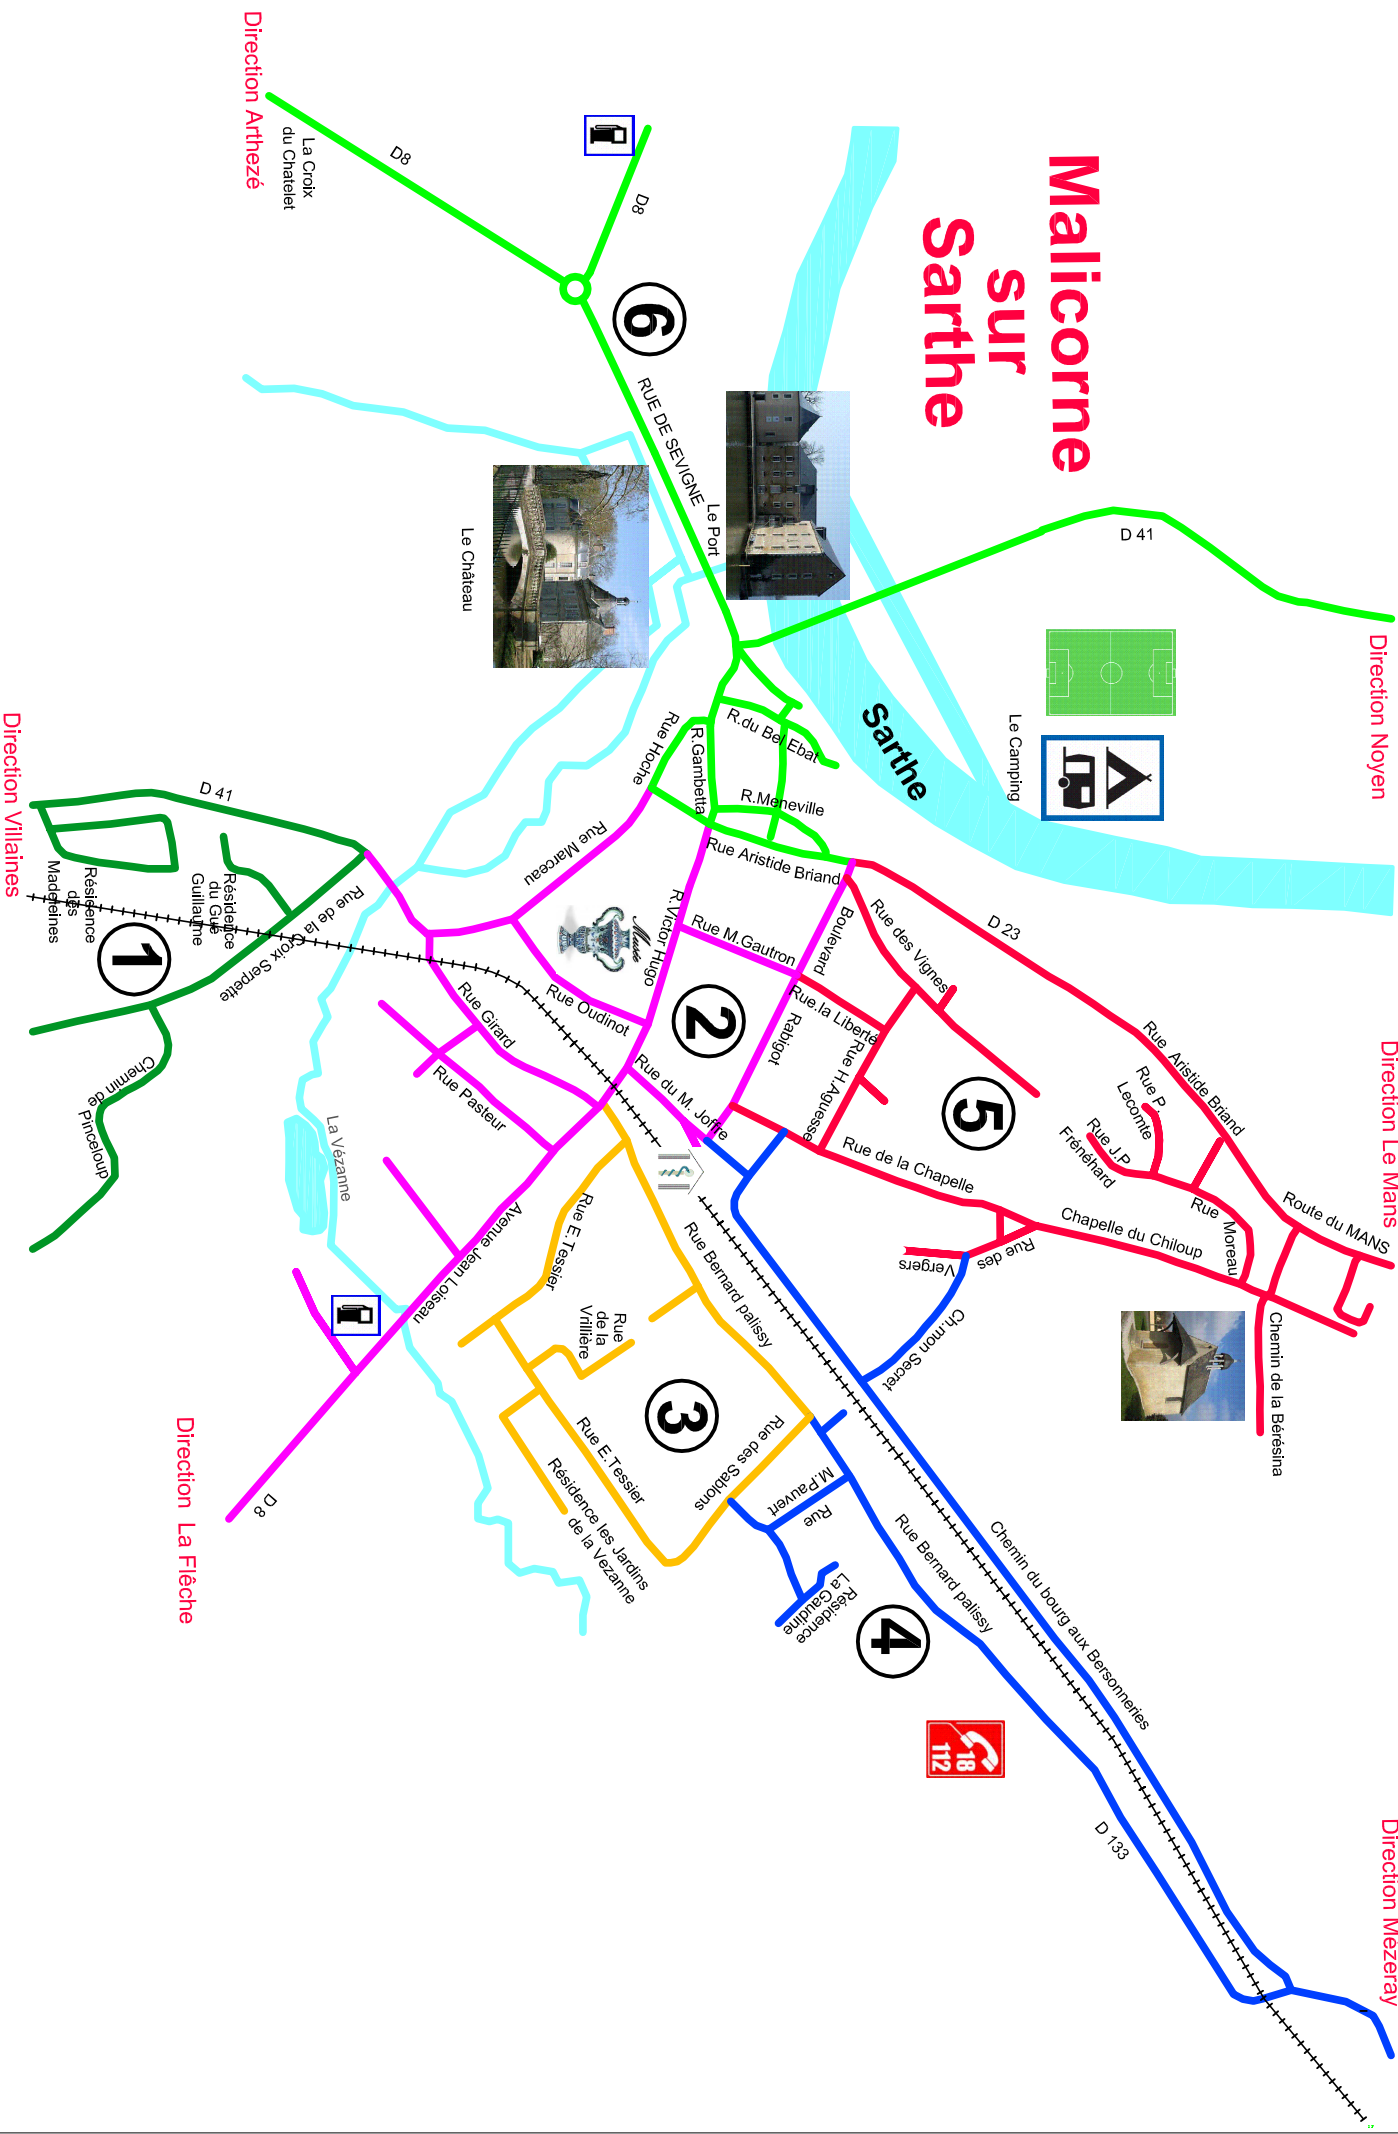 Malicorne
sur
Sarthe
Direction Noyen
Direction Le Mans
Direction Mézeray
Direction Arthezé
Direction Villaines
Direction La Flêche
La Croix
du Chatelet
D8
D8
6
RUE DE SEVIGNE
Le Port
Le Château
D 41
Le Camping
Sarthe
R.du Bel Ebat
R.Meneville
R.Gambetta
Rue Hoche
Rue Aristide Briand
Rue Marceau
Musée
R.Victor Hugo
Rue M.Gautron
Boulevard
Rabigot
2
Rue Oudinot
Rue du M. Joffre
Rue Girard
Rue Pasteur
Avenue Jean Loiseau
D 8
La Vézanne
D 41
Résidence
des
Madeleines
Résidence
du Gué
Guillaume
Rue de la Croix Serpette
1
Chemin de
Pinceloup
D 23
Rue des Vignes
Rue.la Liberté
Rue H.Aguesse
5
Rue Aristide Briand
Rue P.
Lecomte
Rue J.P
Frénéhard
Rue Moreau
Route du MANS
Rue de la Chapelle
Chapelle du Chiloup
Rue des
Vergers
Chemin de la Bérésina
Ch.mon Secret
Rue E.Tessier
Rue Bernard palissy
Rue
de la
Vrillière
3
Rue des Sablons
Rue E.Tessier
Résidence les Jardins
de la Vezanne
Rue
M.Pauvert
Résidence
La Gaudine
4
Rue Bernard palissy
Chemin du bourg aux Bersonneries
18
112
D 133